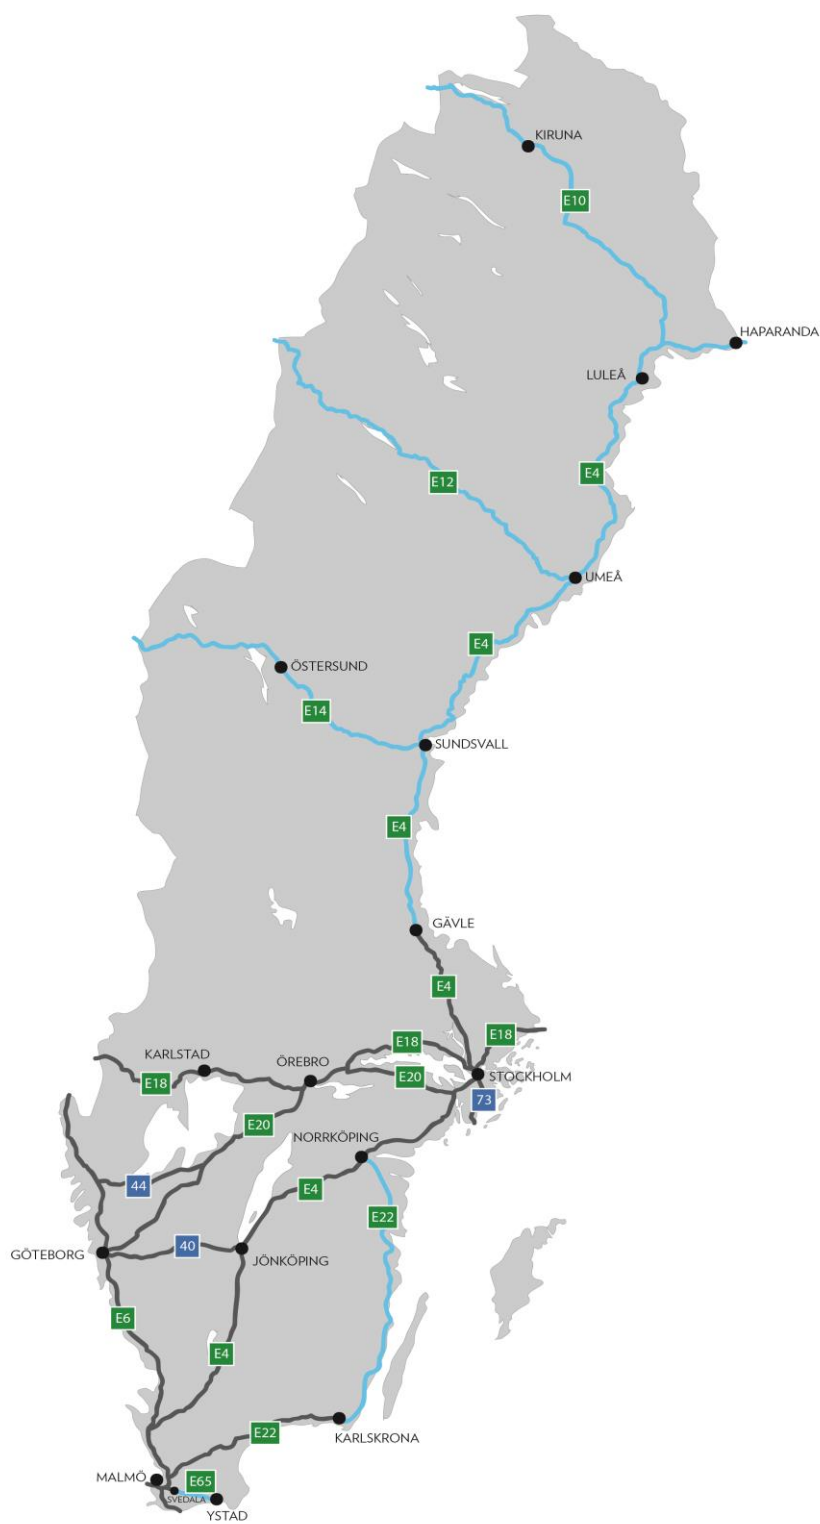 KIRUNA
E10
HAPARANDA
LULEÅ
E4
E12
UMEÅ
E4
ÖSTERSUND
E14
SUNDSVALL
E4
GÄVLE
E4
E18
E18
KARLSTAD
ÖREBRO
E20
STOCKHOLM
E18
73
E20
NORRKÖPING
44
E4
E22
40
GÖTEBORG
JÖNKÖPING
E6
E4
E22
KARLSKRONA
MALMÖ
E65
SVEDALA
YSTAD